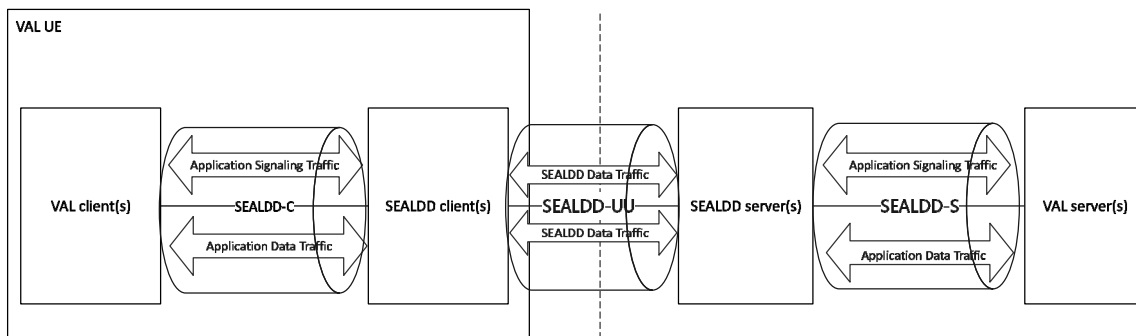 VAL UE
Application Signaling Traffic
SEALDD Data Traffic
Application Signaling Traffic
VAL client(s)
SEALDD-C
SEALDD client(s)
SEALDD-UU
SEALDD server(s)
SEALDD-S
VAL server(s)
Application Data Traffic
SEALDD Data Traffic
Application Data Traffic